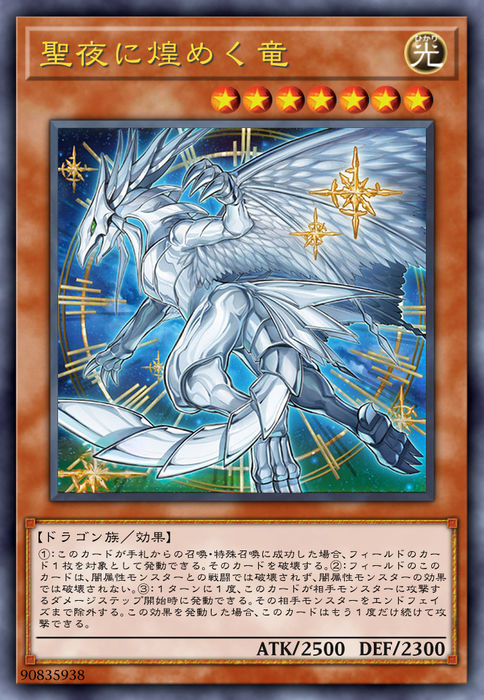 聖夜に煌めく竜
ひかり
光
【ドラゴン族／効果】
①:このカードが手札からの召喚・特殊召喚に成功した場合、フィールドのカー
ド１枚を対象として発動できる。そのカードを破壊する。②:フィールドのこの
カードは、闇属性モンスターとの戦闘では破壊されず、闇属性モンスターの効果
では破壊されない。③:１ターンに１度、このカードが相手モンスターに攻撃す
るダメージステップ開始時に発動できる。その相手モンスターをエンドフェイ
ズまで除外する。この効果を発動した場合、このカードはもう１度だけ続けて攻
撃できる。
ATK/2500 DEF/2300
90835938